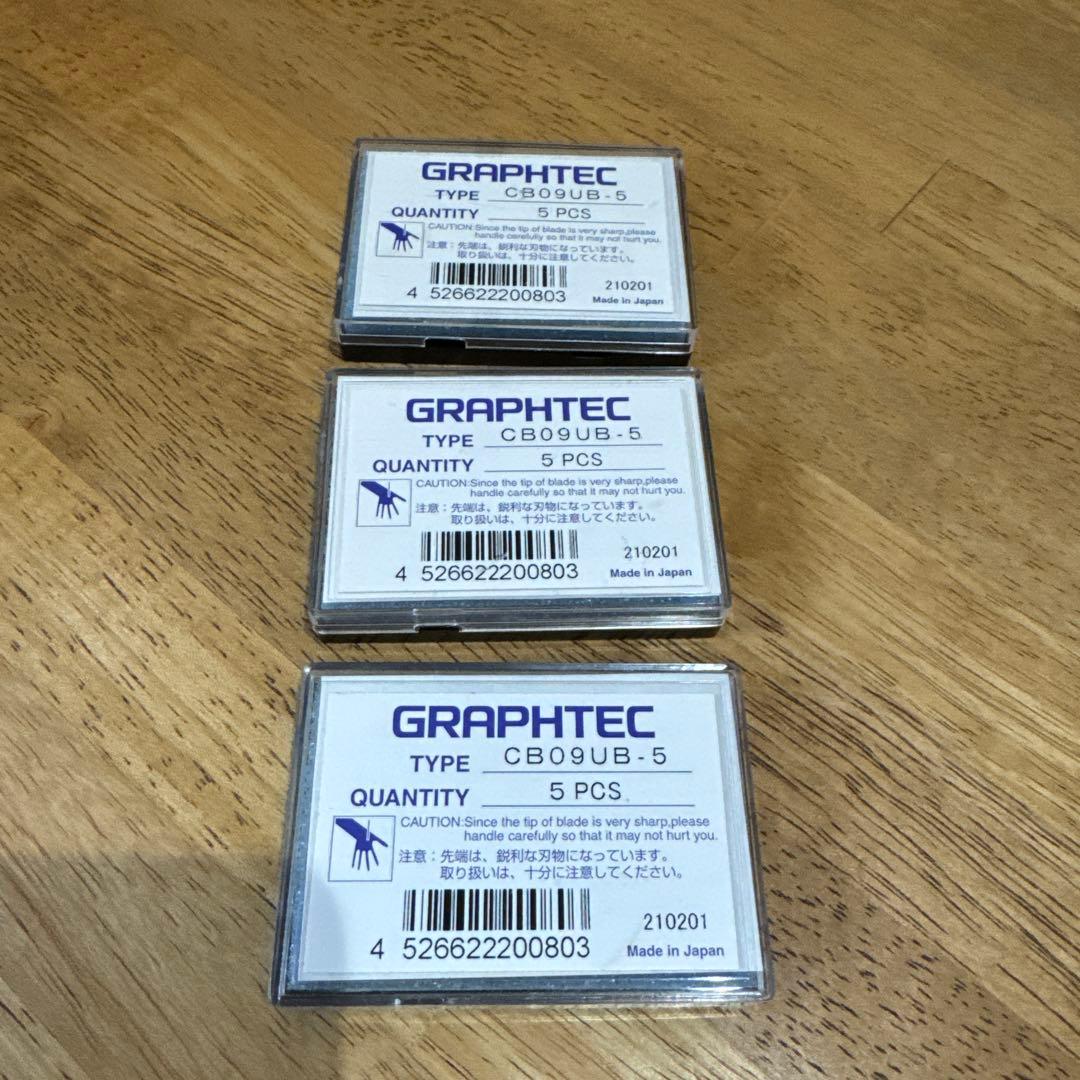 GRAPHTEC
TYPE CB09UB-5
QUANTITY 5 PCS
CAUTION:Since the tip of blade is very sharp,please
handle carefully so that it may not hurt you.
注意：先端は、鋭利な刃物になっています。
取り扱いは、十分に注意してください。
210201
4 526622200803 Made in Japan
GRAPHTEC
TYPE CB09UB-5
QUANTITY 5 PCS
CAUTION:Since the tip of blade is very sharp,please
handle carefully so that it may not hurt you.
注意：先端は、鋭利な刃物になっています。
取り扱いは、十分に注意してください。
210201
4 526622200803 Made in Japan
GRAPHTEC
TYPE CB09UB-5
QUANTITY 5 PCS
CAUTION:Since the tip of blade is very sharp,please
handle carefully so that it may not hurt you.
注意：先端は、鋭利な刃物になっています。
取り扱いは、十分に注意してください。
210201
4 526622200803 Made in Japan